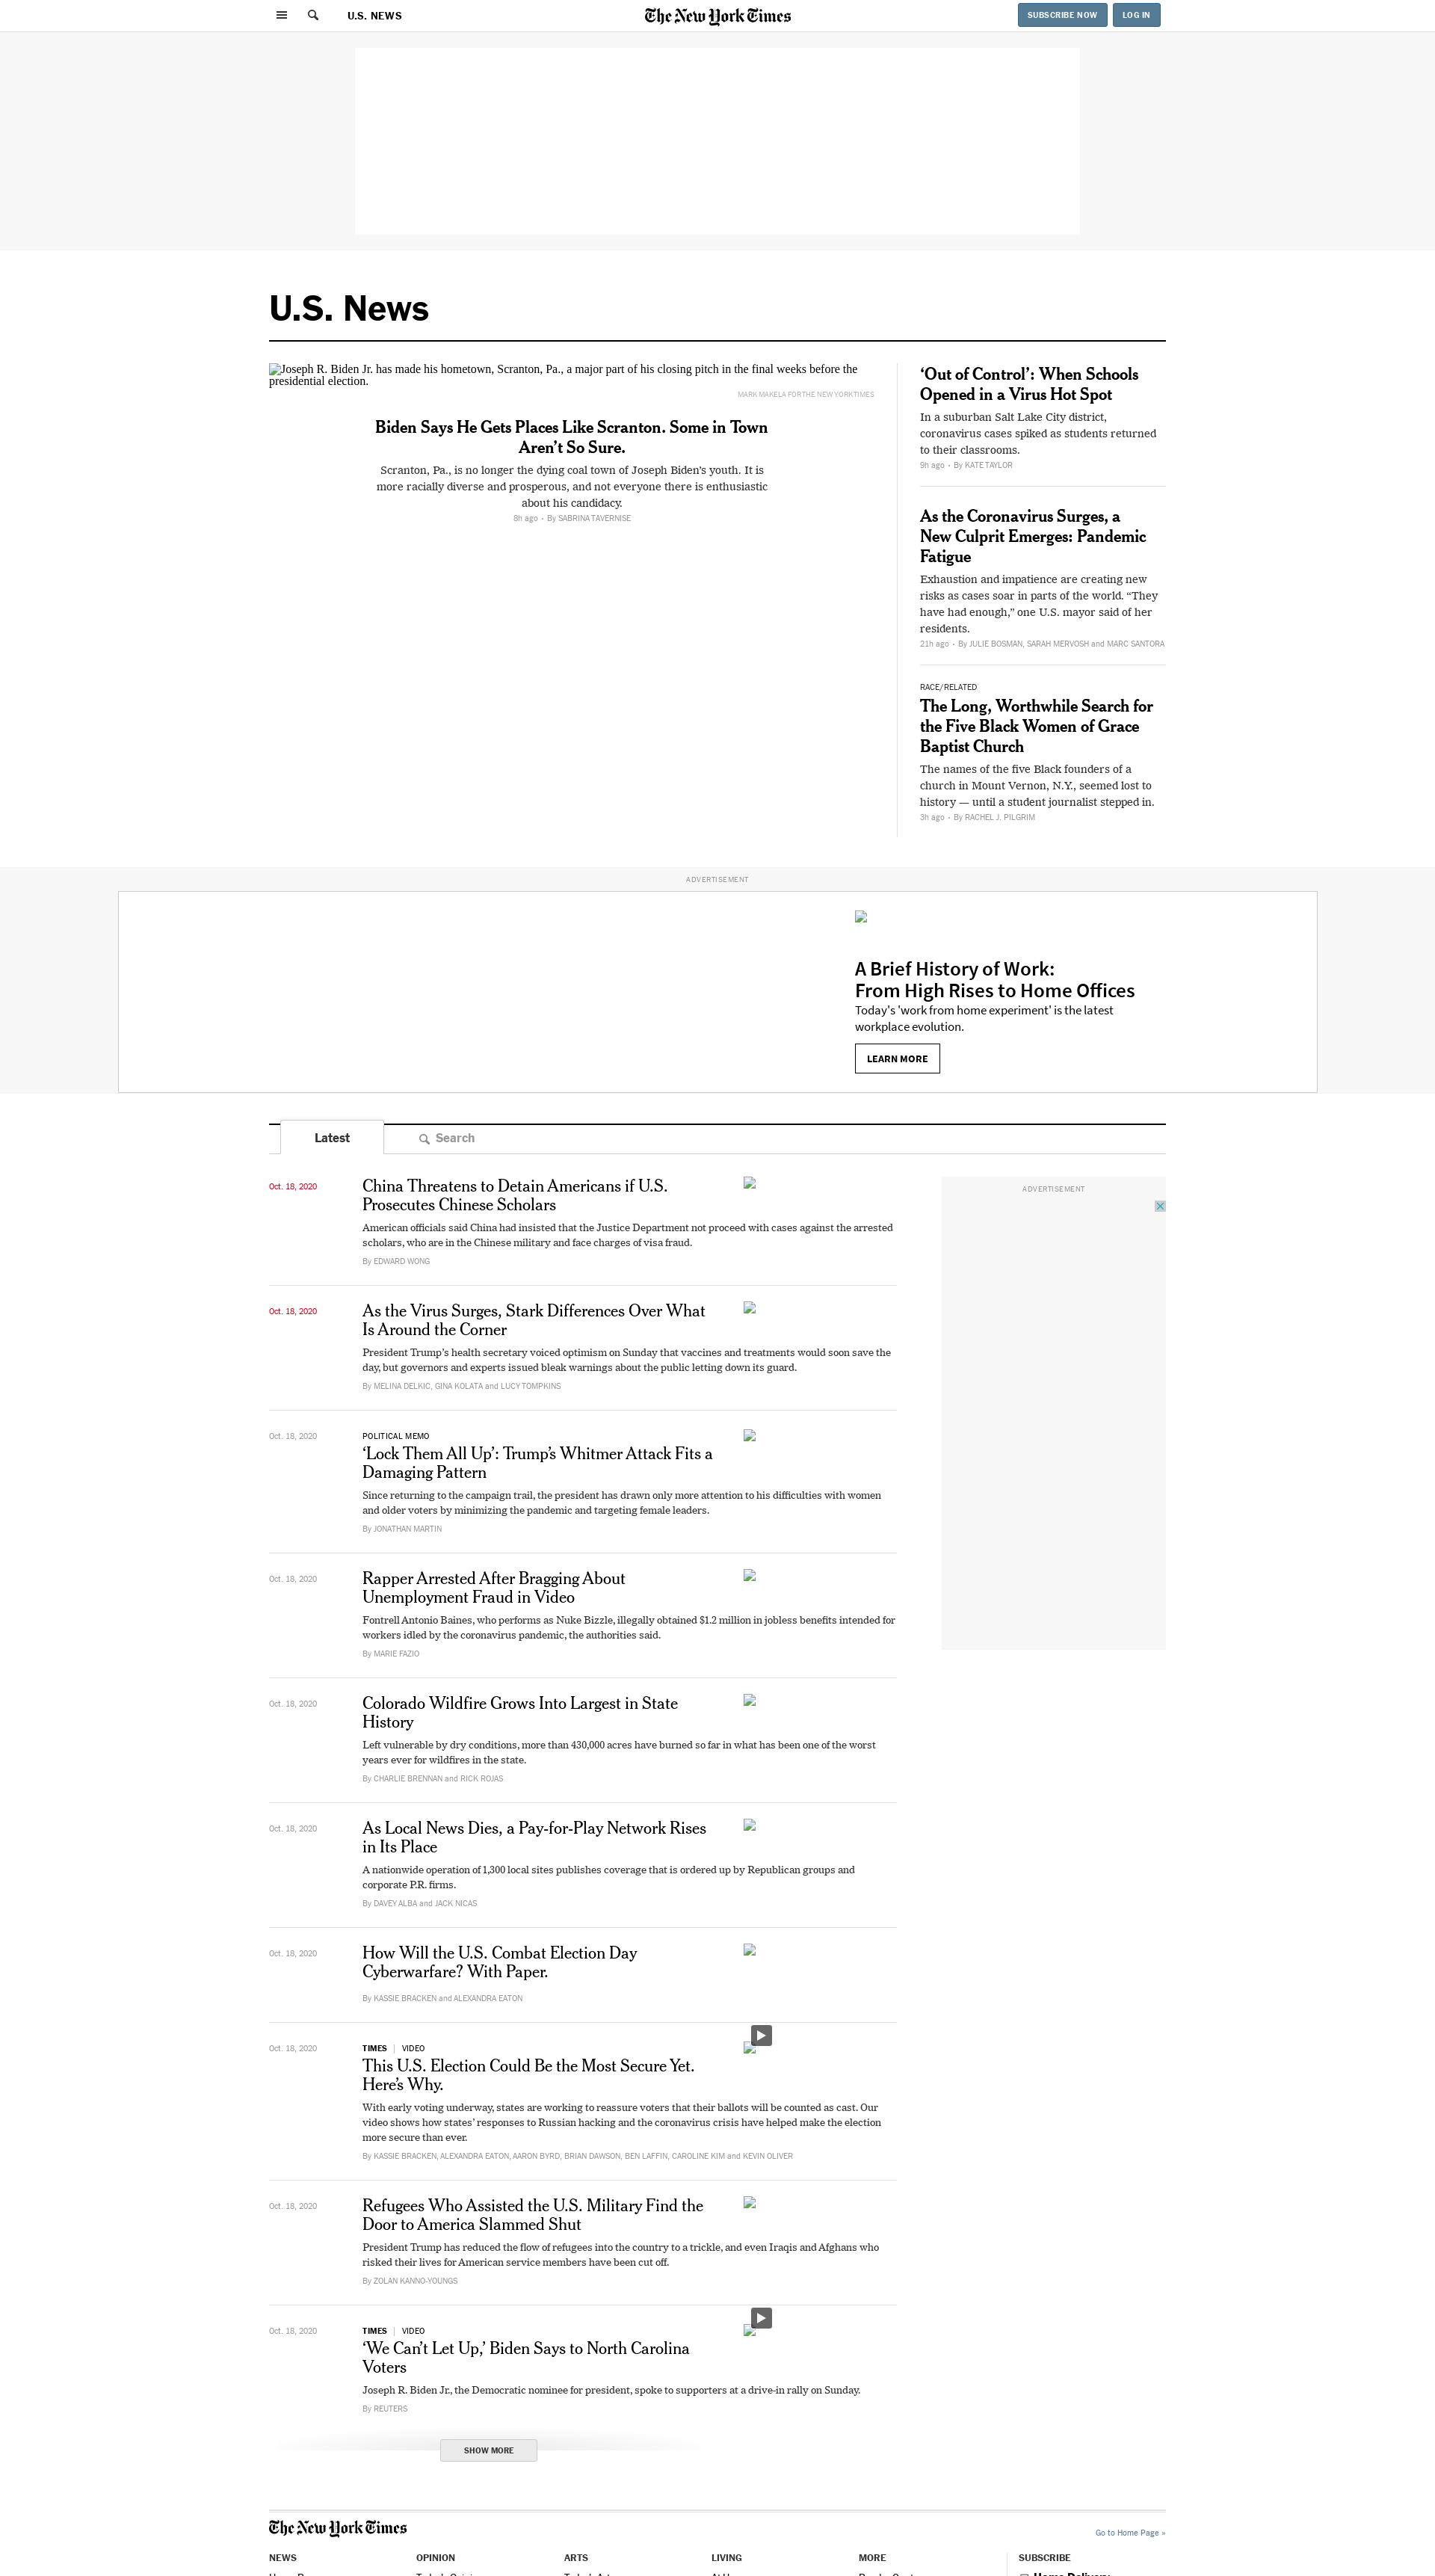 U.S. NEWS
The New York Times
SUBSCRIBE NOW
LOG IN
U.S. News
Joseph R. Biden Jr. has made his hometown, Scranton, Pa., a major part of his closing pitch in the final weeks before the
presidential election.
MARK MAKELA FOR THE NEW YORK TIMES
Biden Says He Gets Places Like Scranton. Some in Town
Aren’t So Sure.
Scranton, Pa., is no longer the dying coal town of Joseph Biden’s youth. It is
more racially diverse and prosperous, and not everyone there is enthusiastic
about his candidacy.
8h ago • By SABRINA TAVERNISE
‘Out of Control’: When Schools
Opened in a Virus Hot Spot
In a suburban Salt Lake City district,
coronavirus cases spiked as students returned
to their classrooms.
9h ago • By KATE TAYLOR
As the Coronavirus Surges, a
New Culprit Emerges: Pandemic
Fatigue
Exhaustion and impatience are creating new
risks as cases soar in parts of the world. “They
have had enough,” one U.S. mayor said of her
residents.
21h ago • By JULIE BOSMAN, SARAH MERVOSH and MARC SANTORA
RACE/RELATED
The Long, Worthwhile Search for
the Five Black Women of Grace
Baptist Church
The names of the five Black founders of a
church in Mount Vernon, N.Y., seemed lost to
history — until a student journalist stepped in.
3h ago • By RACHEL J. PILGRIM
ADVERTISEMENT
A Brief History of Work:
From High Rises to Home Offices
Today's 'work from home experiment' is the latest
workplace evolution.
LEARN MORE
Latest
Search
ADVERTISEMENT
Oct. 18, 2020
China Threatens to Detain Americans if U.S.
Prosecutes Chinese Scholars
American officials said China had insisted that the Justice Department not proceed with cases against the arrested
scholars, who are in the Chinese military and face charges of visa fraud.
By EDWARD WONG
Oct. 18, 2020
As the Virus Surges, Stark Differences Over What
Is Around the Corner
President Trump’s health secretary voiced optimism on Sunday that vaccines and treatments would soon save the
day, but governors and experts issued bleak warnings about the public letting down its guard.
By MELINA DELKIC, GINA KOLATA and LUCY TOMPKINS
Oct. 18, 2020
POLITICAL MEMO
‘Lock Them All Up’: Trump’s Whitmer Attack Fits a
Damaging Pattern
Since returning to the campaign trail, the president has drawn only more attention to his difficulties with women
and older voters by minimizing the pandemic and targeting female leaders.
By JONATHAN MARTIN
Oct. 18, 2020
Rapper Arrested After Bragging About
Unemployment Fraud in Video
Fontrell Antonio Baines, who performs as Nuke Bizzle, illegally obtained $1.2 million in jobless benefits intended for
workers idled by the coronavirus pandemic, the authorities said.
By MARIE FAZIO
Oct. 18, 2020
Colorado Wildfire Grows Into Largest in State
History
Left vulnerable by dry conditions, more than 430,000 acres have burned so far in what has been one of the worst
years ever for wildfires in the state.
By CHARLIE BRENNAN and RICK ROJAS
Oct. 18, 2020
As Local News Dies, a Pay-for-Play Network Rises
in Its Place
A nationwide operation of 1,300 local sites publishes coverage that is ordered up by Republican groups and
corporate P.R. firms.
By DAVEY ALBA and JACK NICAS
Oct. 18, 2020
How Will the U.S. Combat Election Day
Cyberwarfare? With Paper.
By KASSIE BRACKEN and ALEXANDRA EATON
Oct. 18, 2020
TIMES | VIDEO
This U.S. Election Could Be the Most Secure Yet.
Here’s Why.
With early voting underway, states are working to reassure voters that their ballots will be counted as cast. Our
video shows how states’ responses to Russian hacking and the coronavirus crisis have helped make the election
more secure than ever.
By KASSIE BRACKEN, ALEXANDRA EATON, AARON BYRD, BRIAN DAWSON, BEN LAFFIN, CAROLINE KIM and KEVIN OLIVER
Oct. 18, 2020
Refugees Who Assisted the U.S. Military Find the
Door to America Slammed Shut
President Trump has reduced the flow of refugees into the country to a trickle, and even Iraqis and Afghans who
risked their lives for American service members have been cut off.
By ZOLAN KANNO-YOUNGS
Oct. 18, 2020
TIMES | VIDEO
‘We Can’t Let Up,’ Biden Says to North Carolina
Voters
Joseph R. Biden Jr., the Democratic nominee for president, spoke to supporters at a drive-in rally on Sunday.
By REUTERS
SHOW MORE
The New York Times
Go to Home Page »
NEWS
OPINION
ARTS
LIVING
MORE
SUBSCRIBE